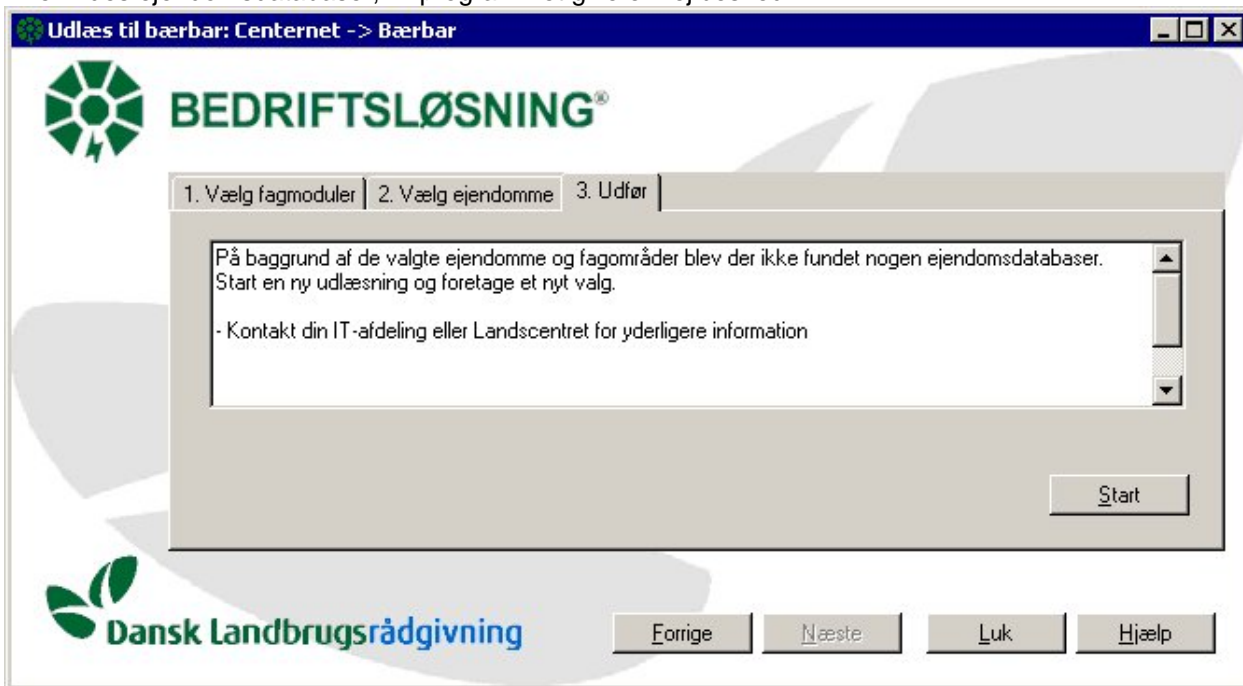 Udlæs til bærbar: Centernet -> Bærbar
BEDRIFTSLØSNING®
1. Vælg fagmoduler
2. Vælg ejendomme
3. Udfør
På baggrund af de valgte ejendomme og fagområder blev der ikke fundet nogen ejendomsdatabaser.
Start en ny udlæsning og foretage et nyt valg.
- Kontakt din IT-afdeling eller Landscentret for yderligere information
Start
Dansk Landbrugsrådgivning
Forrige
Næste
Luk
Hjælp